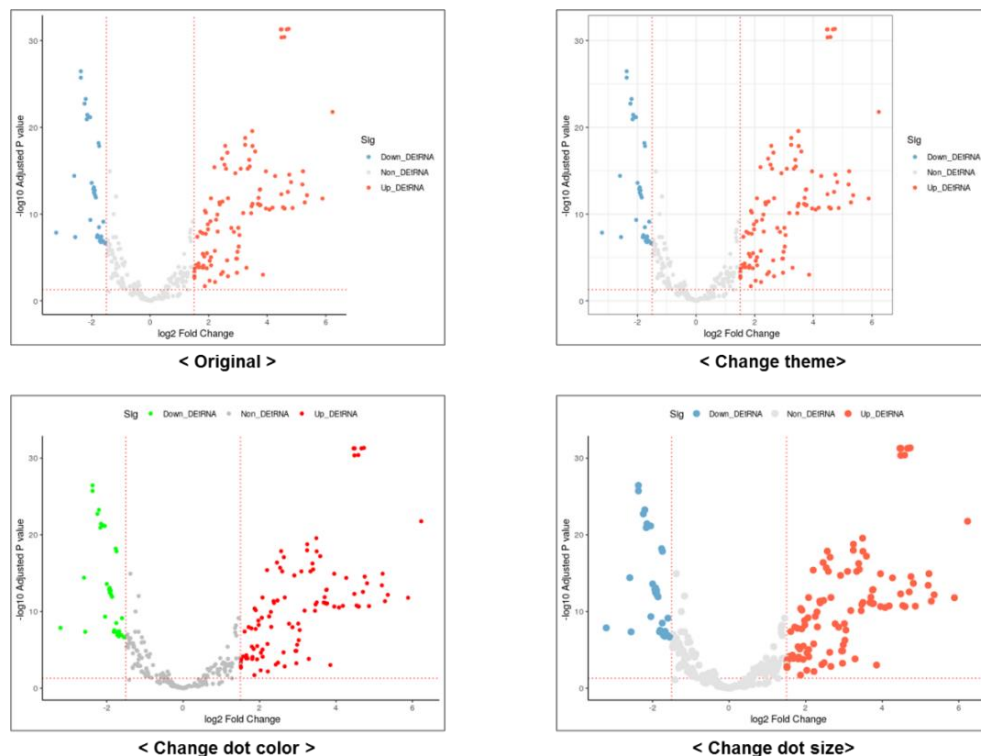 30
20
10
0
-log10 Adjusted P value
-2
0
2
4
6
log2 Fold Change
Sig
Down_DEtRNA
Non_DEtRNA
Up_DEtRNA
< Original >
30
20
10
0
-log10 Adjusted P value
-2
0
2
4
6
log2 Fold Change
Sig
Down_DEtRNA
Non_DEtRNA
Up_DEtRNA
< Change theme>
Sig Down_DEtRNA Non_DEtRNA Up_DEtRNA
30
20
10
0
-log10 Adjusted P value
-2
0
2
4
6
log2 Fold Change
< Change dot color >
Sig Down_DEtRNA Non_DEtRNA Up_DEtRNA
30
20
10
0
-log10 Adjusted P value
-2
0
2
4
6
log2 Fold Change
< Change dot size>